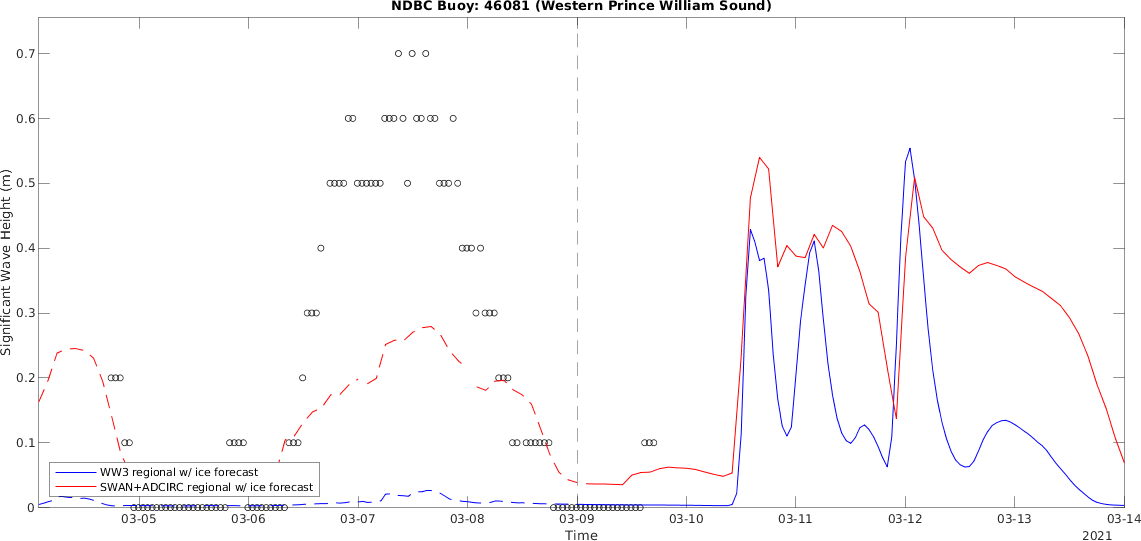 NDBC Buoy: 46081 (Western Prince William Sound)
0.7
0.6
0.5
0.4
0.3
0.2
0.1
0
Significant Wave Height (m)
WW3 regional w/ ice forecast
SWAN+ADCIRC regional w/ ice forecast
03-05 03-06 03-07 03-08 03-09 03-10 03-11 03-12 03-13 03-14
Time
2021